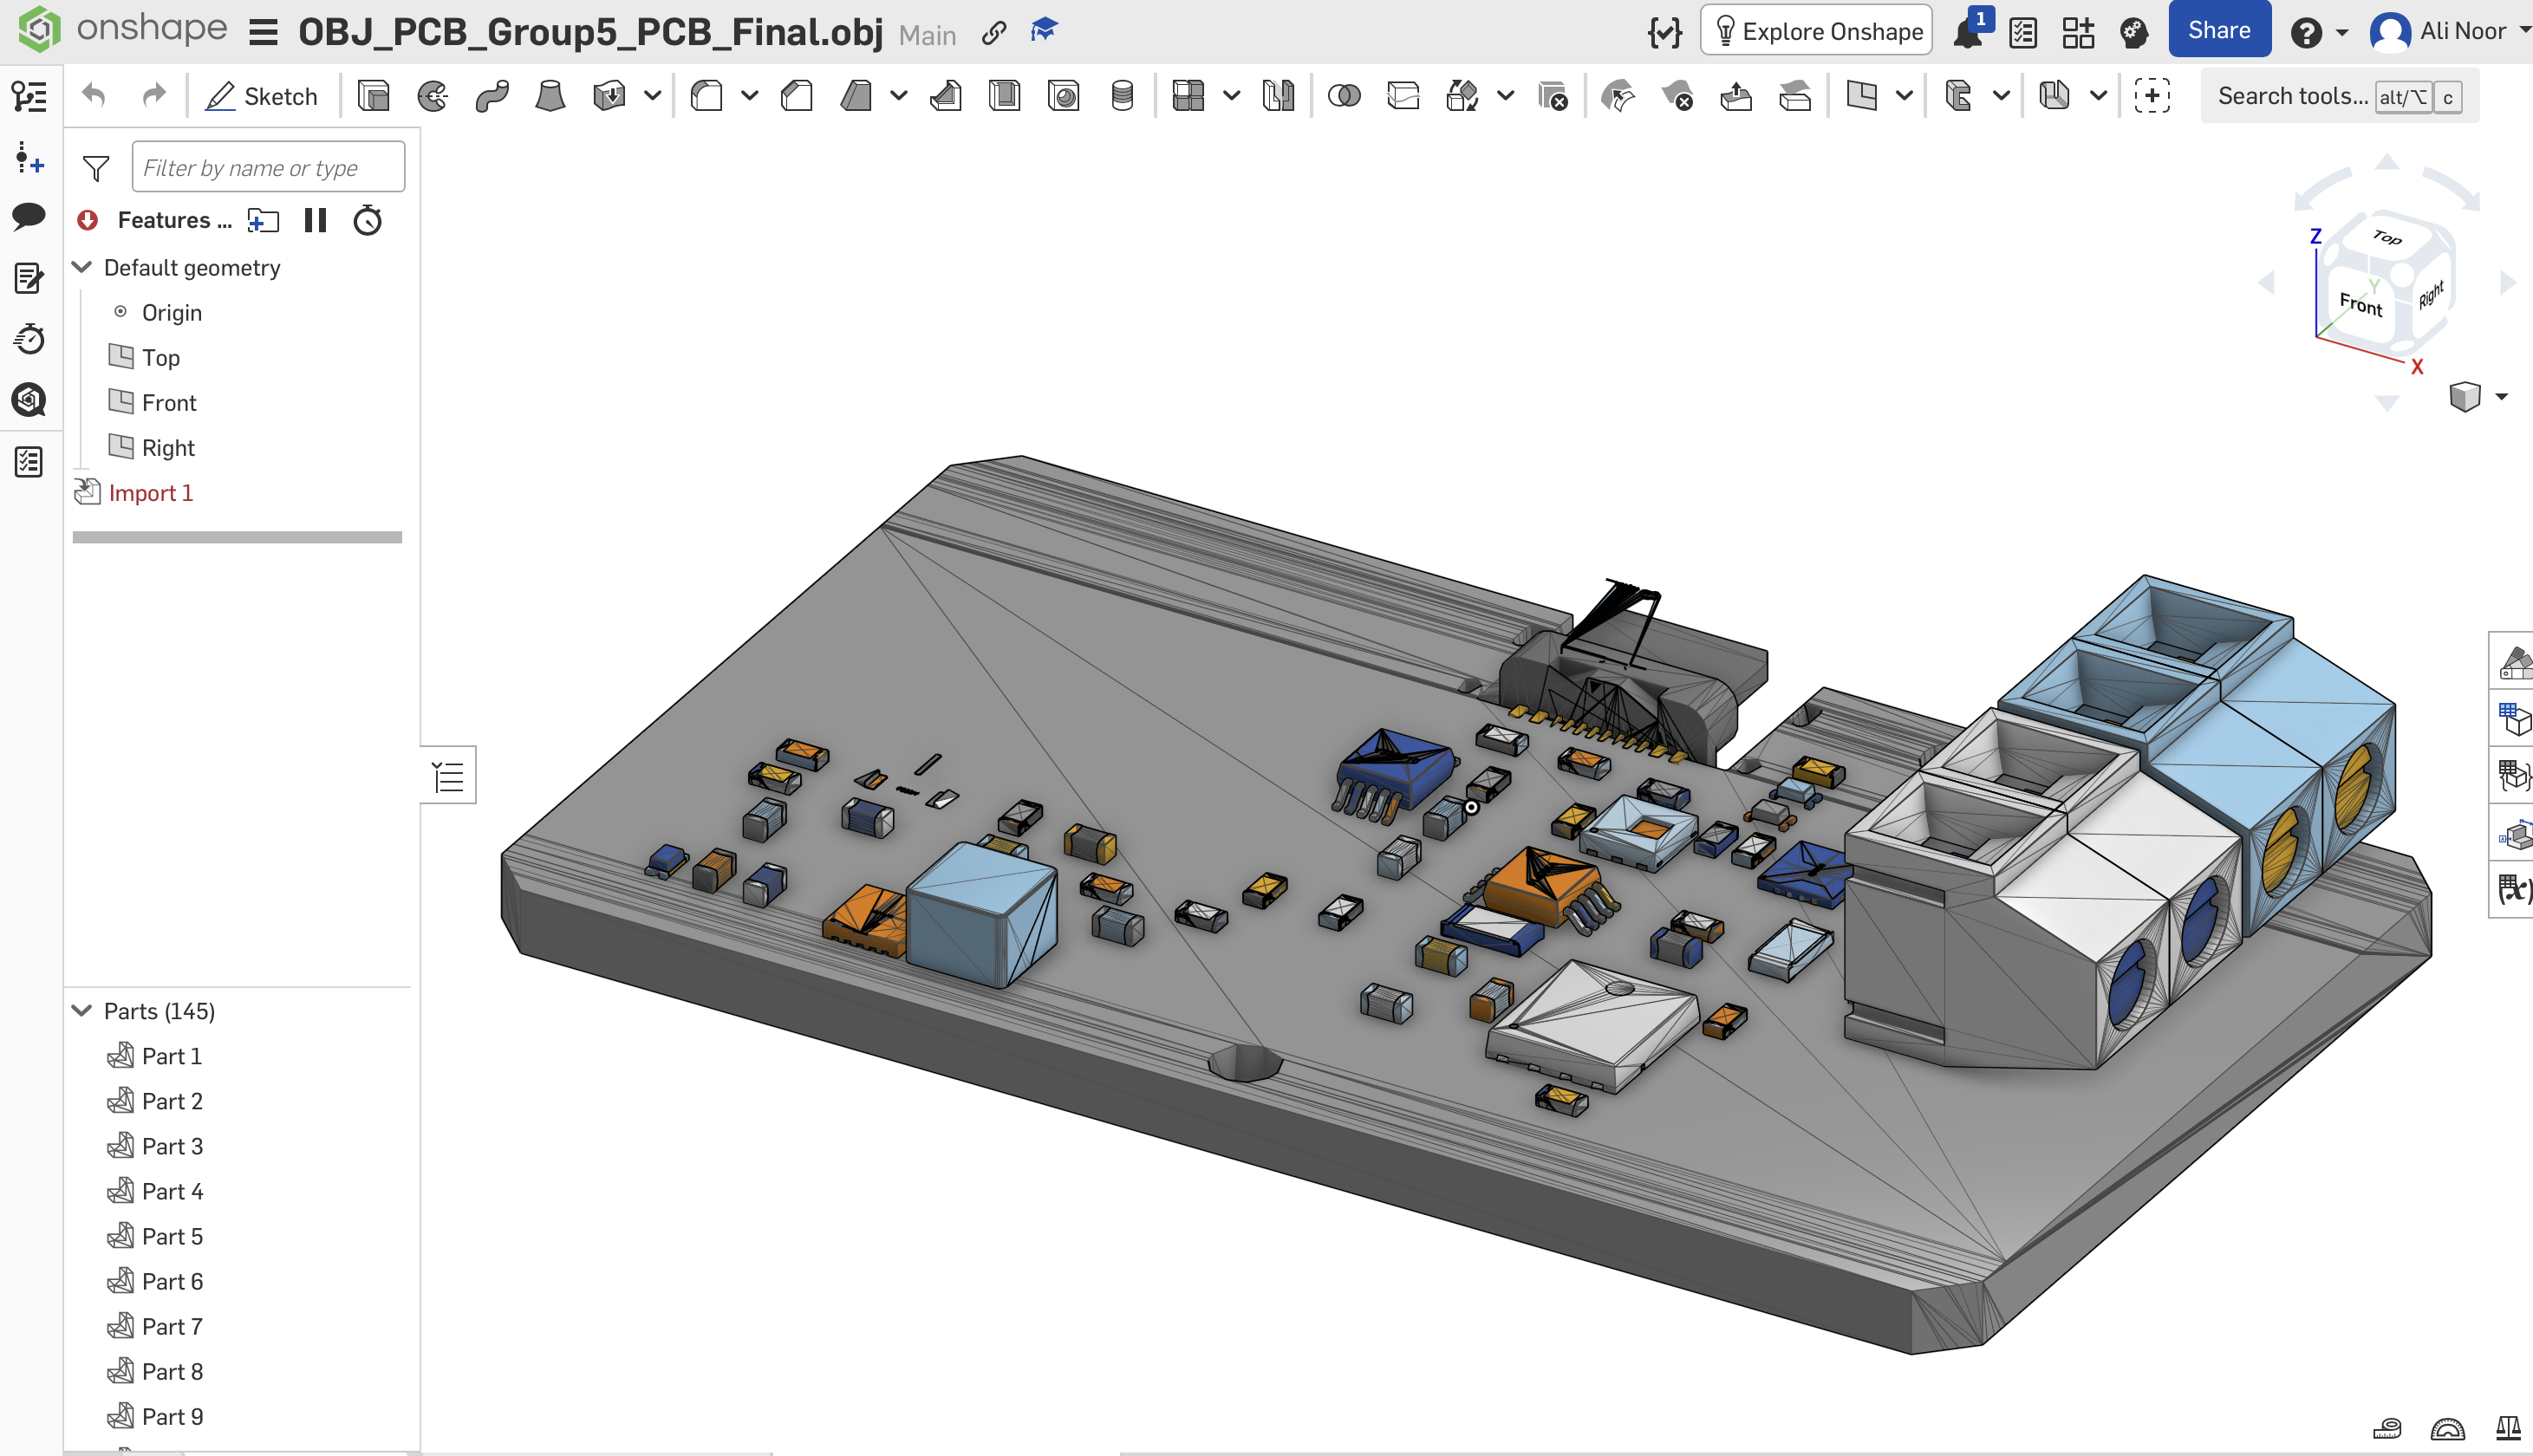 onshape OBJ_PCB_Group5_PCB_Final.obj Main Explore Onshape 1 Share Ali Noor
Sketch Search tools... alt/⌥ c
Filter by name or type
Features ...
Default geometry
Origin
Top
Front
Right
Import 1
Parts (145)
Part 1
Part 2
Part 3
Part 4
Part 5
Part 6
Part 7
Part 8
Part 9
Z
Top
Y
Front
Right
X
(x)